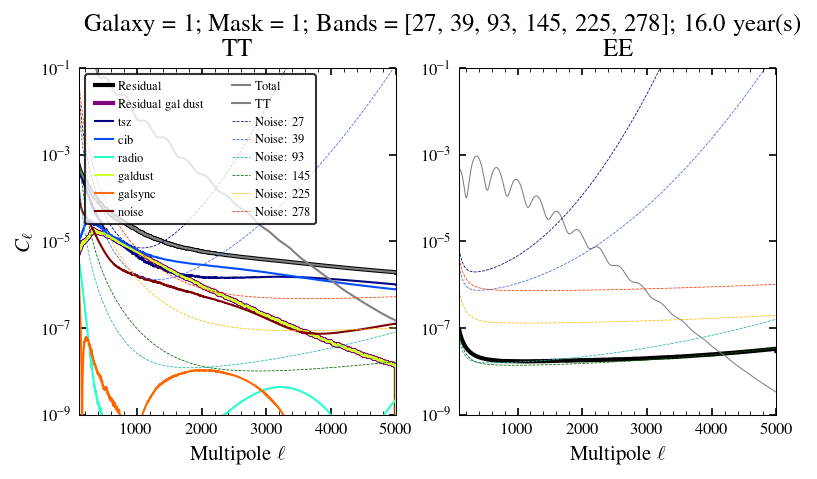 Galaxy = 1; Mask = 1; Bands = [27, 39, 93, 145, 225, 278]; 16.0 year(s)
TT EE
10⁻¹ 10⁻¹
Residual Total
Residual gal dust TT
tsz Noise: 27
cib Noise: 39
10⁻³ 10⁻³
radio Noise: 93
galdust Noise: 145
galsync Noise: 225
noise Noise: 278
Cℓ
10⁻⁵ 10⁻⁵
10⁻⁷ 10⁻⁷
10⁻⁹ 10⁻⁹
1000 2000 3000 4000 5000 1000 2000 3000 4000 5000
Multipole ℓ Multipole ℓ